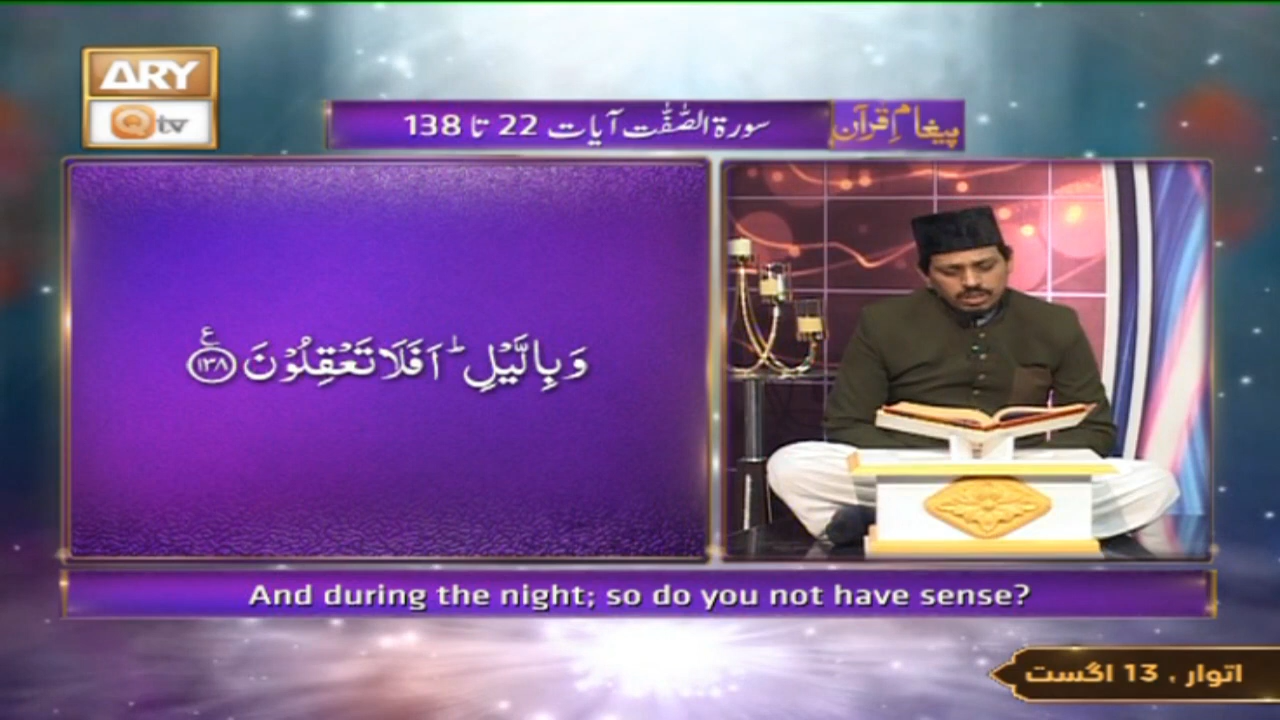 ARY
Qtv
پیغامِ قرآن
سورۃ الصّٰفّٰت آیات 22 تا 138
وَبِالَّیْلِ ؕ اَفَلَا تَعْقِلُوْنَ ﴿۱۳۸﴾ ع
And during the night; so do you not have sense?
اتوار ، 13 اگست